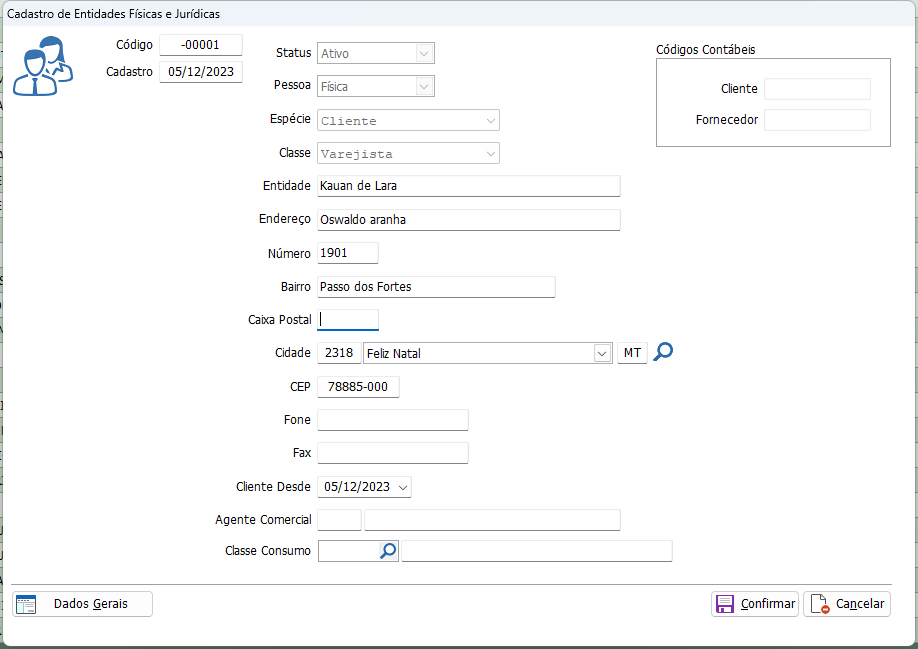 Cadastro de Entidades Físicas e Jurídicas
Código -00001
Cadastro 05/12/2023
Status Ativo
Pessoa Física
Espécie Cliente
Classe Varejista
Códigos Contábeis
Cliente
Fornecedor
Entidade Kauan de Lara
Endereço Oswaldo aranha
Número 1901
Bairro Passo dos Fortes
Caixa Postal
Cidade 2318 Feliz Natal MT
CEP 78885-000
Fone
Fax
Cliente Desde 05/12/2023
Agente Comercial
Classe Consumo
Dados Gerais Confirmar Cancelar